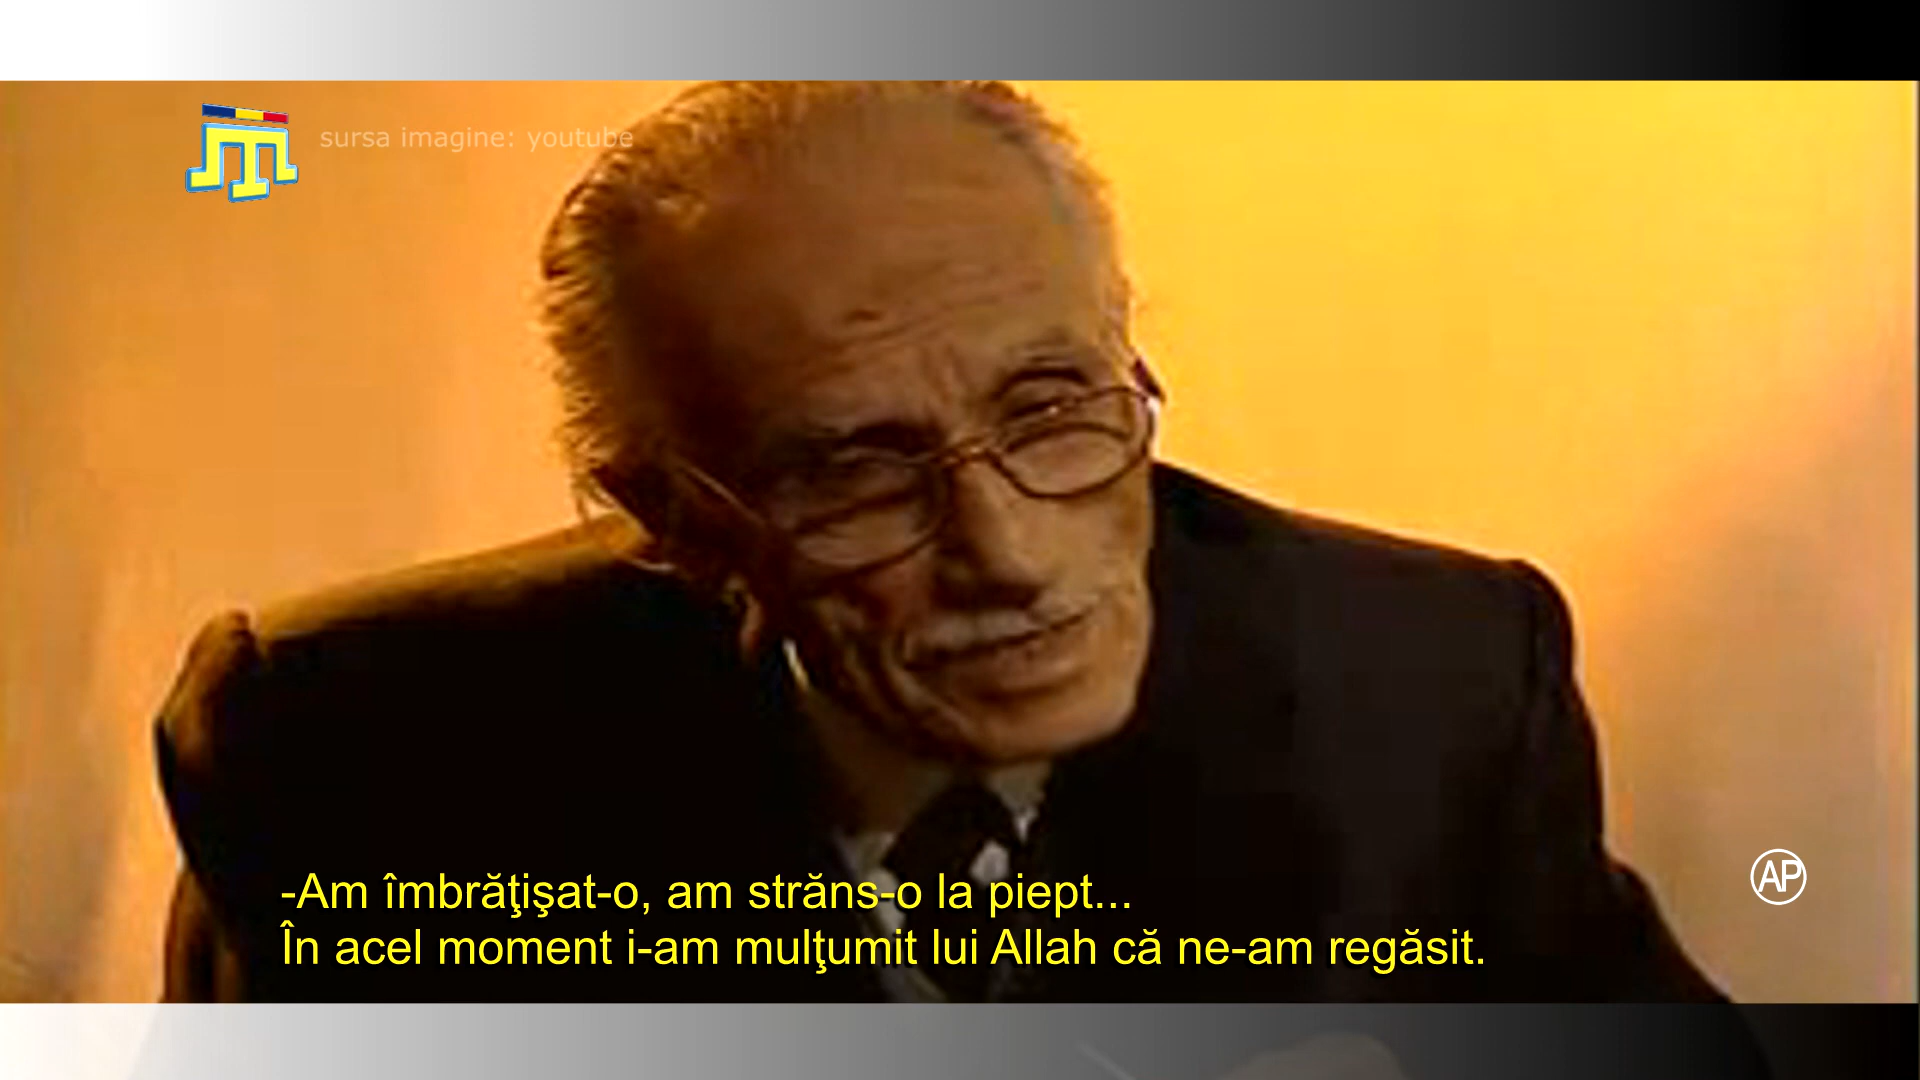 sursa imagine: youtube
-Am îmbrăţişat-o, am străns-o la piept...
În acel moment i-am mulţumit lui Allah că ne-am regăsit.
AP